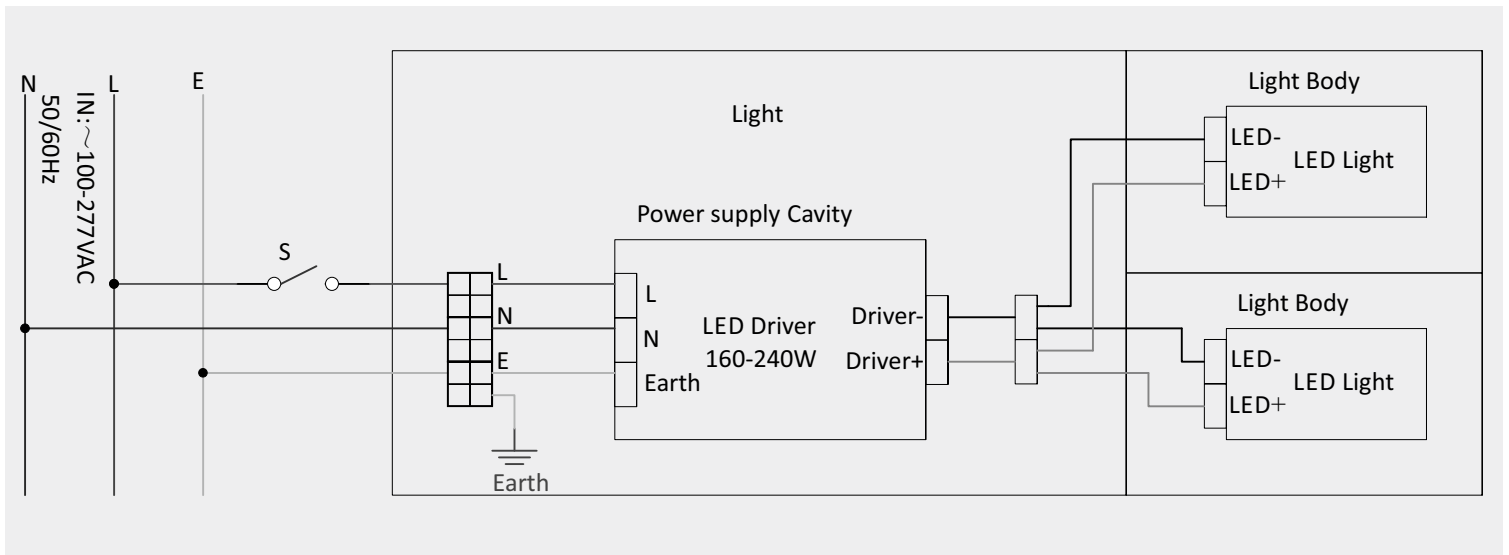 N
L
E
IN:～100-277VAC
50/60Hz
S
Light
Power supply Cavity
L
N
E
L
N
Earth
LED Driver
160-240W
Driver-
Driver+
Earth
Light Body
LED-
LED+
LED Light
Light Body
LED-
LED+
LED Light